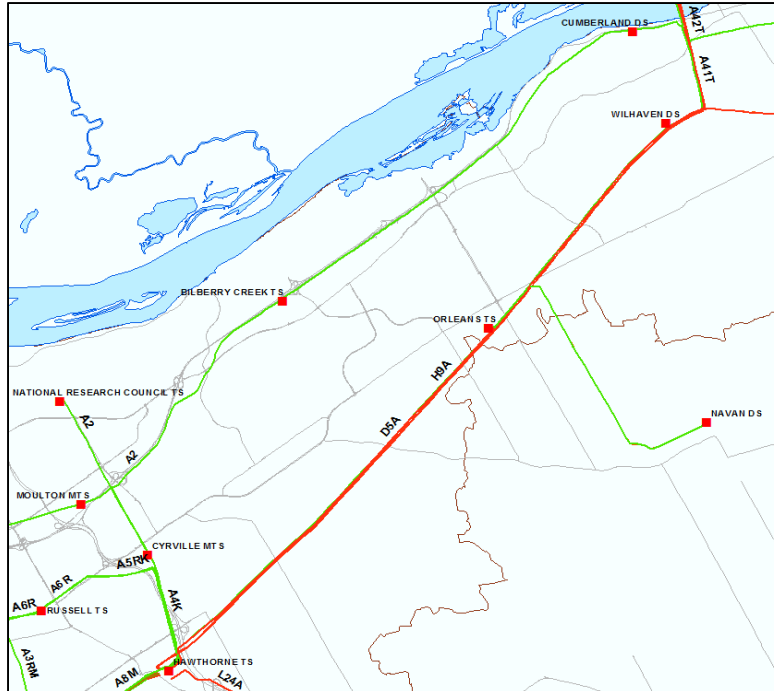 A42T
CUMBERLAND DS
A41T
WILHAVEN DS
BILBERRY CREEK TS
ORLEANS TS
H9A
NATIONAL RESEARCH COUNCIL TS
A2
NAVAN DS
D5A
A2
MOULTON MTS
CYRVILLE MTS
A5RK
A6R
A4K
A6R
RUSSELL TS
A3RM
HAWTHORNE TS
A8M
L24A